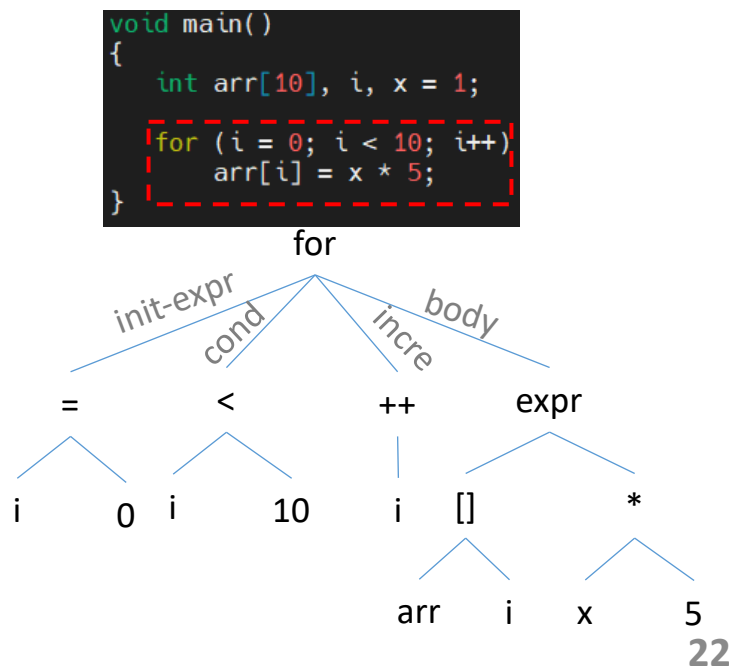 void main()
{
int arr[10], i, x = 1;
for (i = 0; i < 10; i++)
arr[i] = x * 5;
}
for
init-expr cond incre body
= < ++ expr
i 0 i 10 i [] *
arr i x 5
22